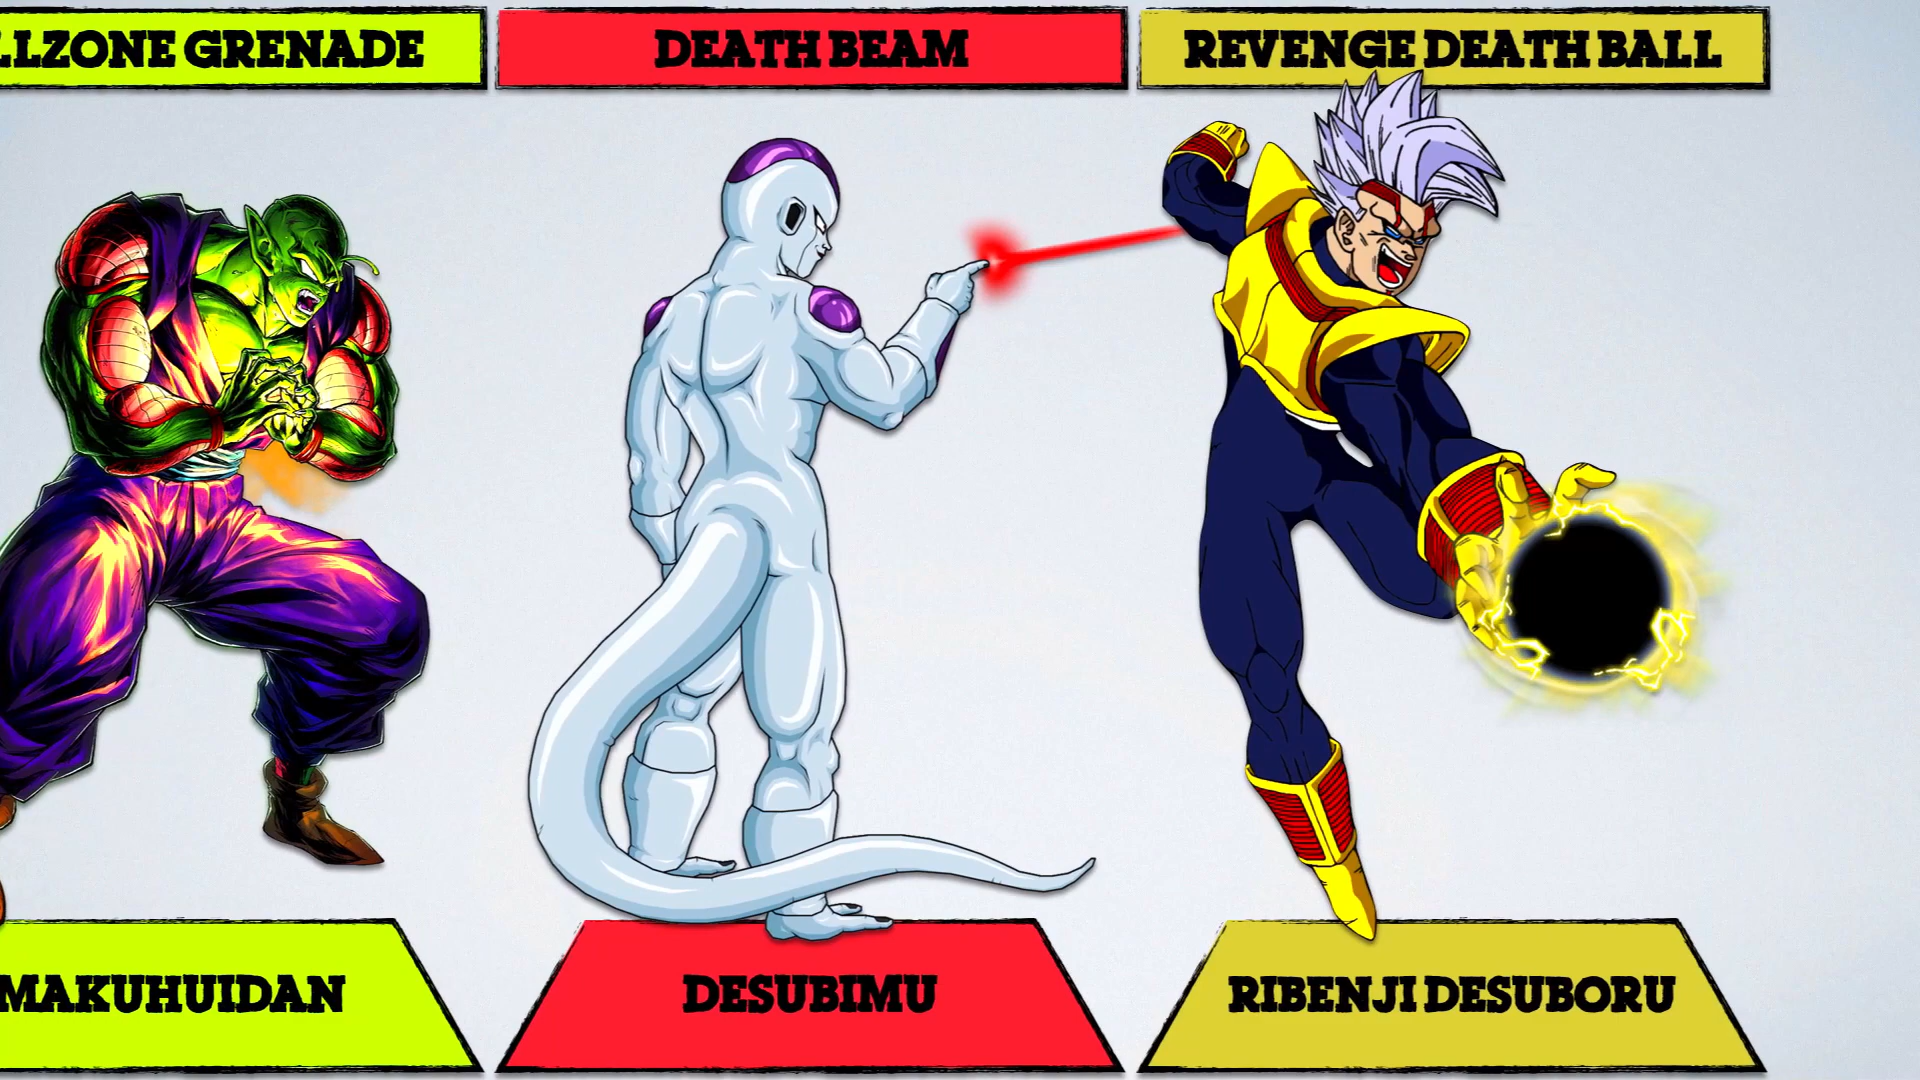 LLZONE GRENADE
DEATH BEAM
REVENGE DEATH BALL
MAKUHUIDAN
DESUBIMU
RIBENJI DESUBORU